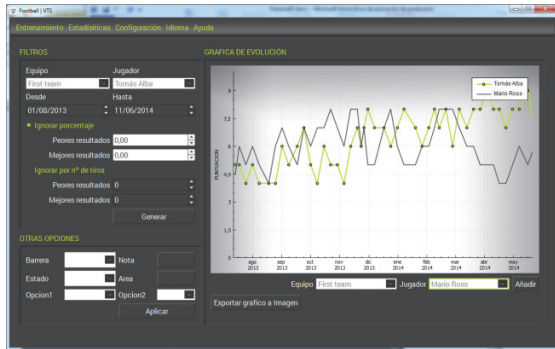 Football | VTS
Entrenamiento Estadísiticas Configuración Idioma Ayuda
FILTROS
Equipo Jugador
First team Tomás Alba
Desde Hasta
01/08/2013 11/06/2014
Ignorar porcentaje
Peores resultados 0,00
Mejores resultados 0,00
Ignorar por nº de tiros
Peores resultados 0
Mejores resultados 0
Generar
OTRAS OPCIONES
Barrera Nota
Estado Area
Opcion1 Opcion2
Aplicar
GRAFICA DE EVOLUCIÓN
Tomás Alba
Mario Ross
PUNTUACION
9
7,5
6
4,5
3
1,5
0
ago sep oct nov dic ene feb mar abr may
2013 2013 2013 2013 2013 2014 2014 2014 2014 2014
Equipo First team Jugador Mario Ross Añadir
Exportar grafico a Imagen